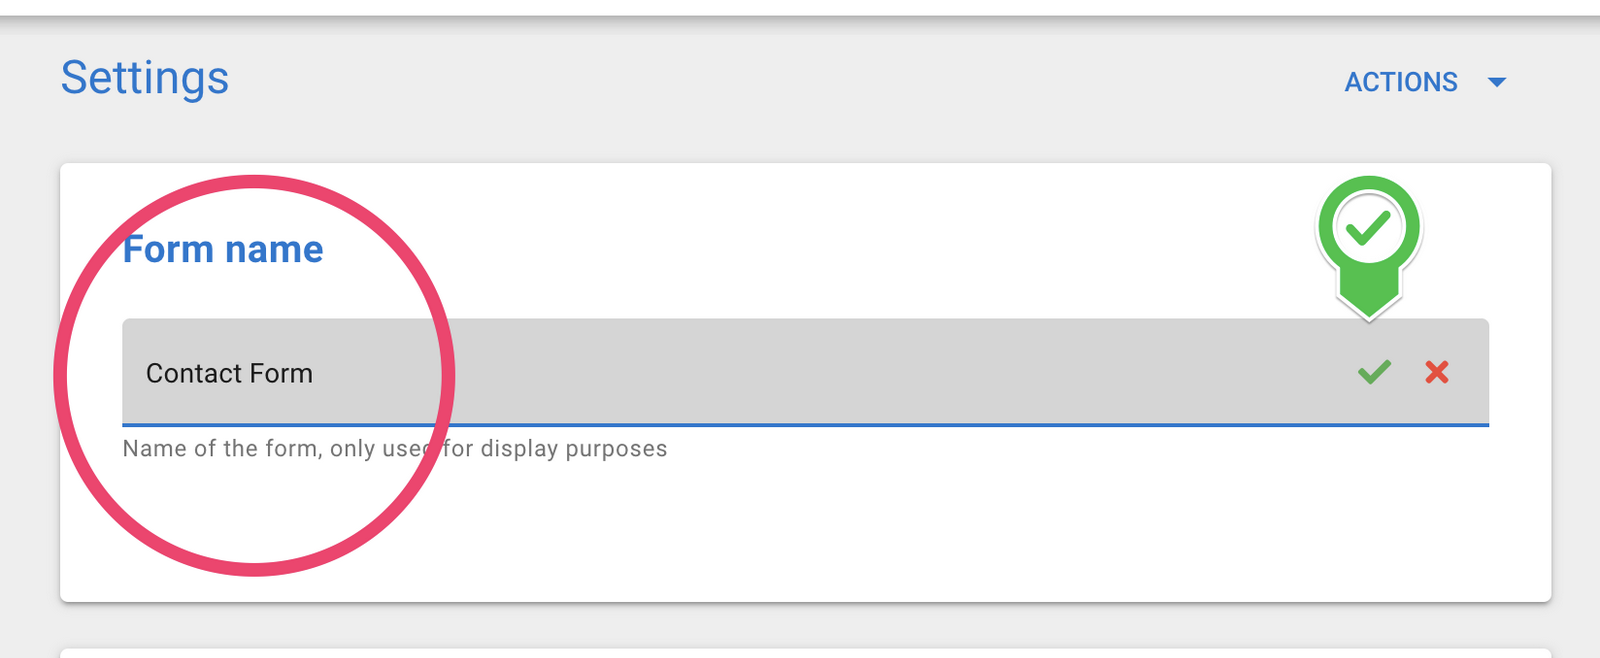 Settings
ACTIONS
Form name
Contact Form
Name of the form, only used for display purposes